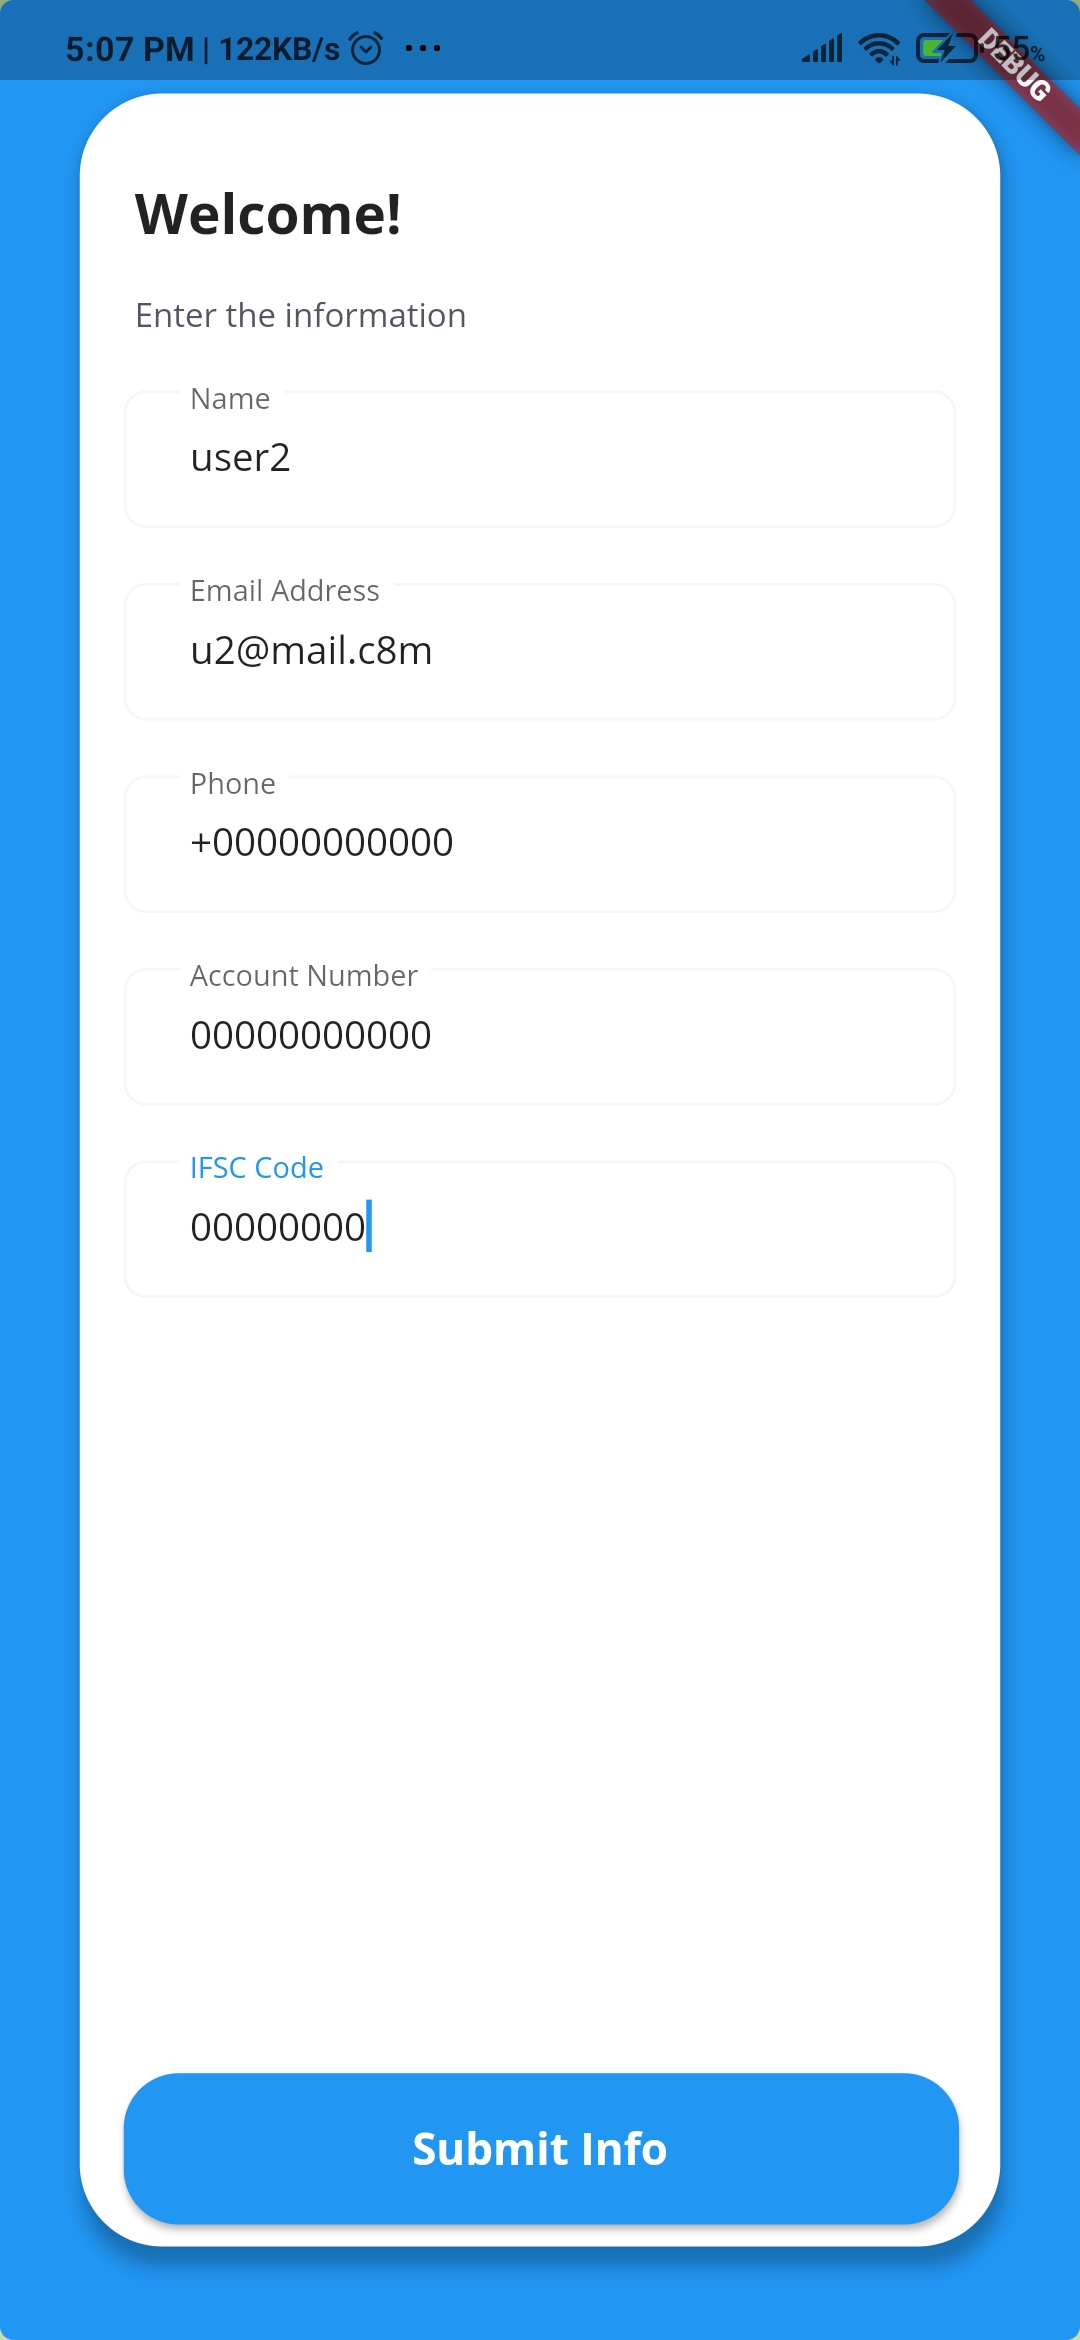 5:07 PM | 122KB/s ...
55%
DEBUG
Welcome!
Enter the information
Name
user2
Email Address
u2@mail.c8m
Phone
+00000000000
Account Number
00000000000
IFSC Code
00000000
Submit Info